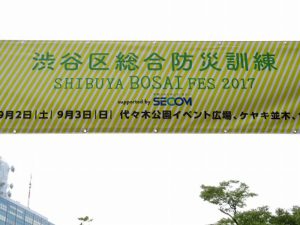 渋谷区総合防災訓練
SHIBUYA BOSAI FES 2017
supported by SECOM
9月2日|土| 9月3日|日| 代々木公園イベント広場、ケヤキ並木、